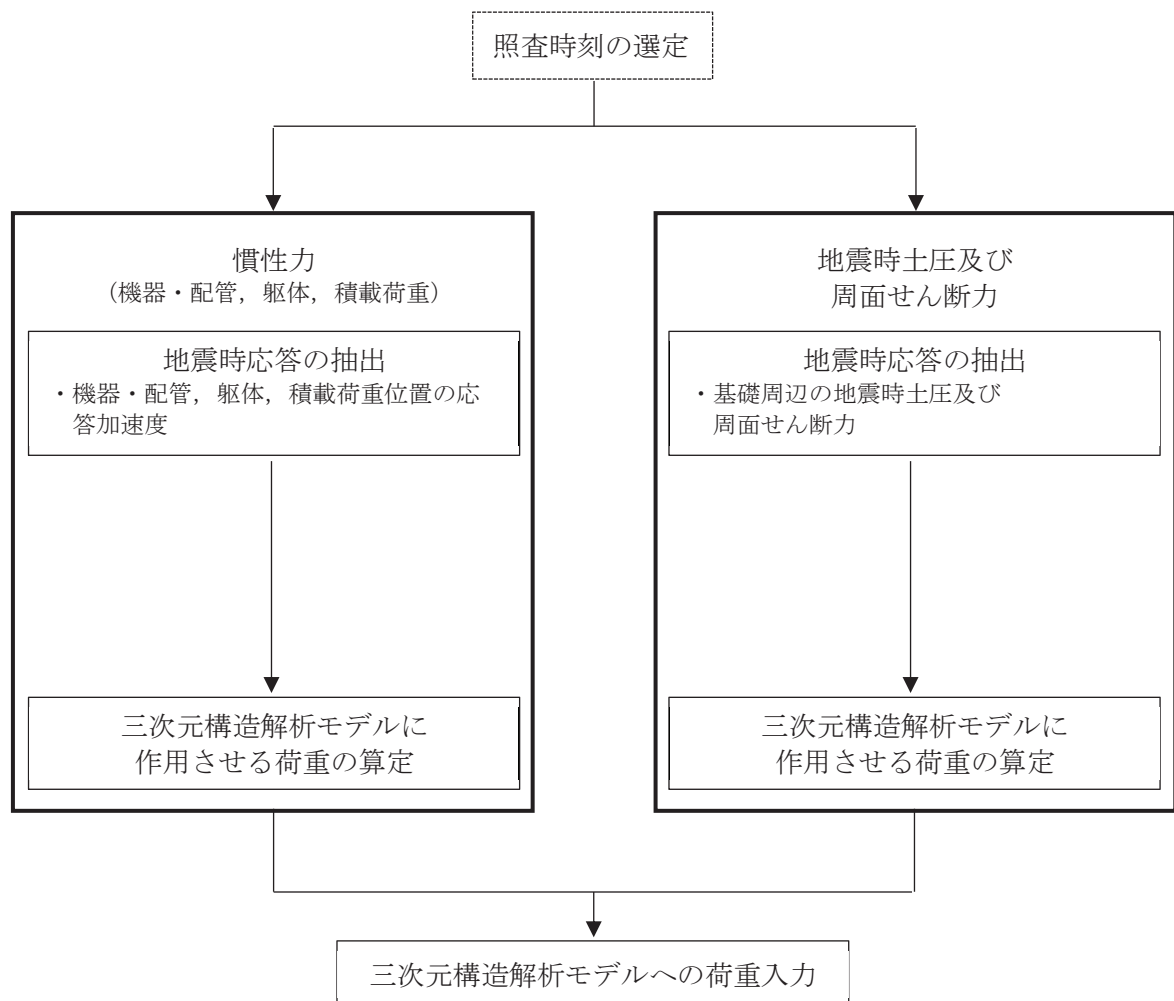 照査時刻の選定
慣性力
（機器・配管，躯体，積載荷重）
地震時応答の抽出
・機器・配管，躯体，積載荷重位置の応
答加速度
三次元構造解析モデルに
作用させる荷重の算定
地震時土圧及び
周面せん断力
地震時応答の抽出
・基礎周辺の地震時土圧及び
周面せん断力
三次元構造解析モデルに
作用させる荷重の算定
三次元構造解析モデルへの荷重入力